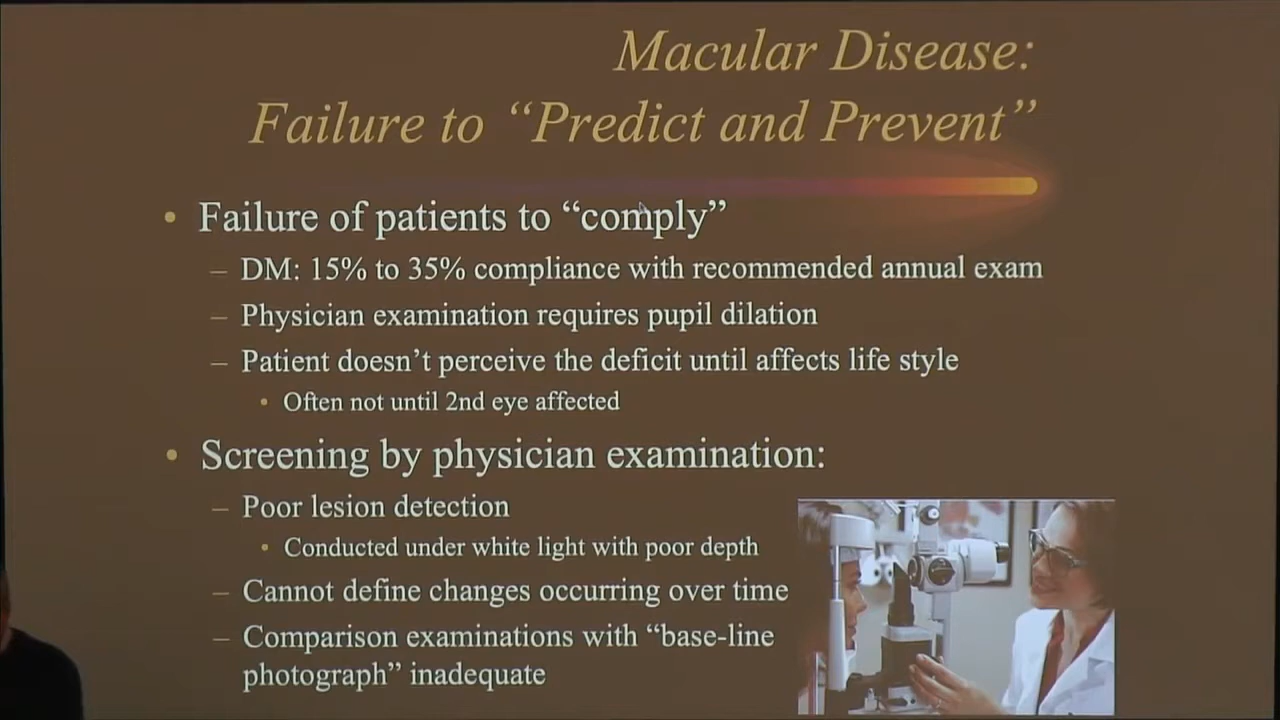 Macular Disease:
Failure to “Predict and Prevent”
• Failure of patients to “comply”
– DM: 15% to 35% compliance with recommended annual exam
– Physician examination requires pupil dilation
– Patient doesn’t perceive the deficit until affects life style
• Often not until 2nd eye affected
• Screening by physician examination:
– Poor lesion detection
• Conducted under white light with poor depth
– Cannot define changes occurring over time
– Comparison examinations with “base-line
photograph” inadequate